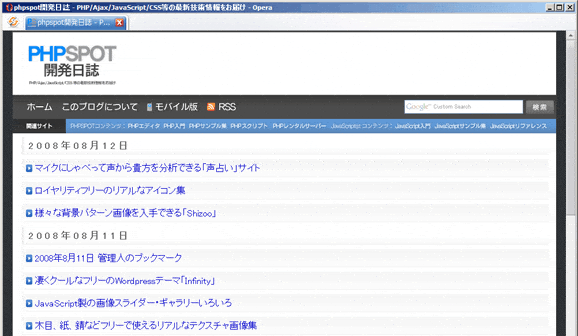 phpspot開発日誌 - PHP/Ajax/JavaScript/CSS等の最新技術情報をお届け - Opera
phpspot開発日誌 - P...
PHPSPOT
開発日誌
PHP/Ajax/JavaScript/CSS等の最新技術情報をお届け
ホーム このブログについて モバイル版 RSS Google Custom Search 検索
関連サイト PHPSPOTコンテンツ: PHPエディタ PHP入門 PHPサンプル集 PHPスクリプト PHPレンタルサーバー JavaScriptistコンテンツ: JavaScript入門 JavaScriptサンプル集 JavaScriptリファレンス
2008年08月12日
マイクにしゃべって声から貴方を分析できる「声占い」サイト
ロイヤリティフリーのリアルなアイコン集
様々な背景パターン画像を入手できる「Shizoo」
2008年08月11日
2008年8月11日 管理人のブックマーク
凄くクールなフリーのWordpressテーマ「Infinity」
JavaScript製の画像スライダー・ギャラリーいろいろ
木目、紙、錆などフリーで使えるリアルなテクスチャ画像集